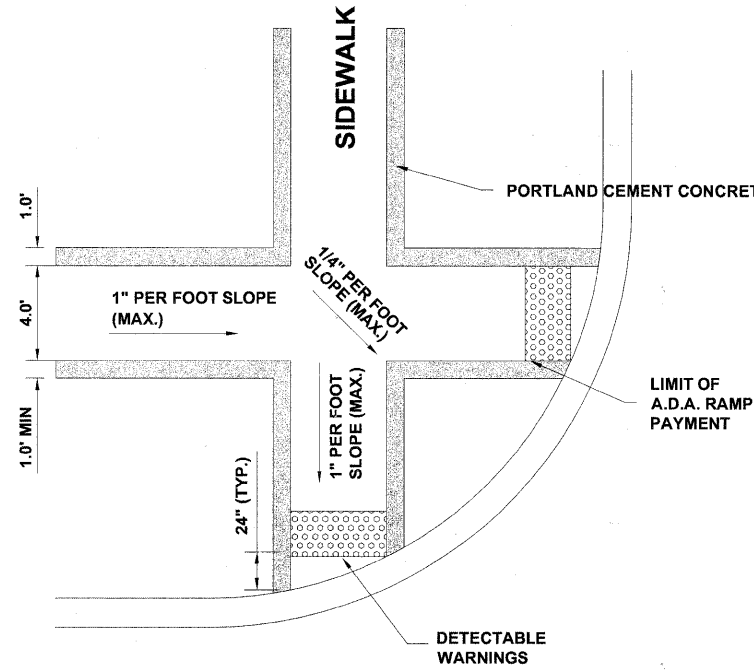 SIDEWALK
PORTLAND CEMENT CONCRET
1.0'
4.0'
1.0' MIN
1" PER FOOT SLOPE
(MAX.)
1/4" PER FOOT
SLOPE (MAX.)
1" PER FOOT
SLOPE (MAX.)
24" (TYP.)
LIMIT OF
A.D.A. RAMP
PAYMENT
DETECTABLE
WARNINGS